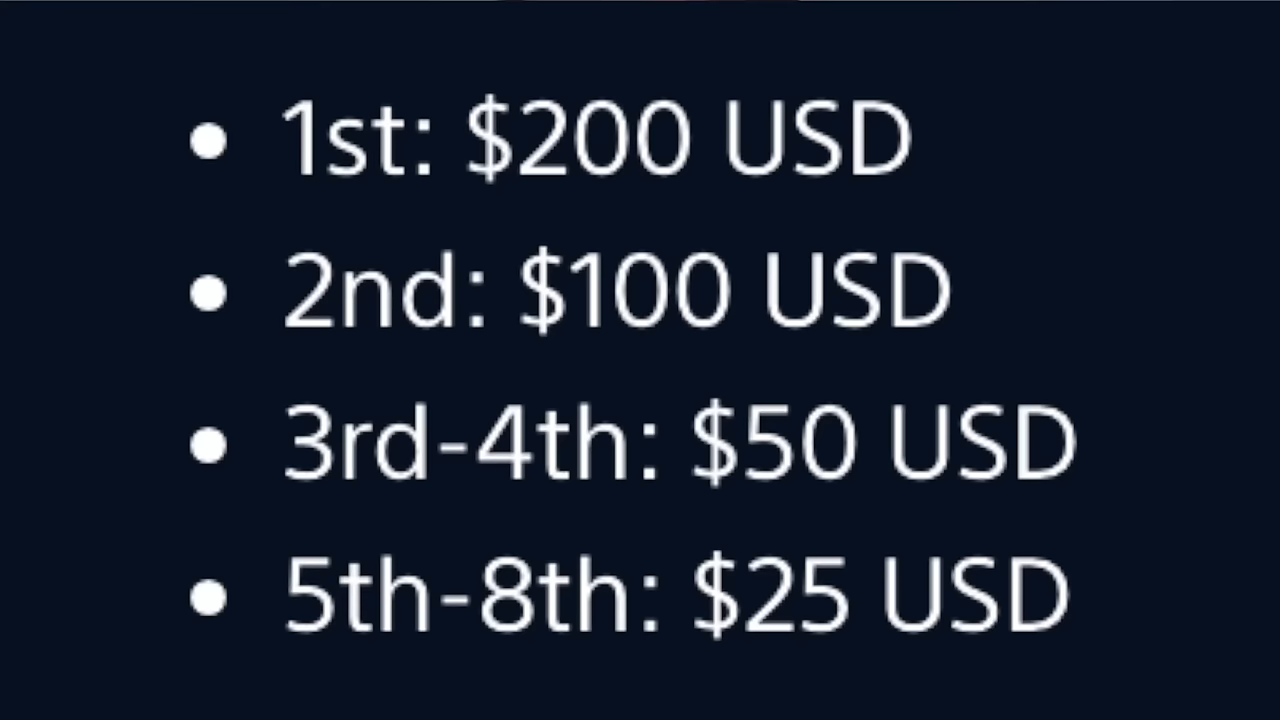 • 1st: $200 USD
• 2nd: $100 USD
• 3rd-4th: $50 USD
• 5th-8th: $25 USD